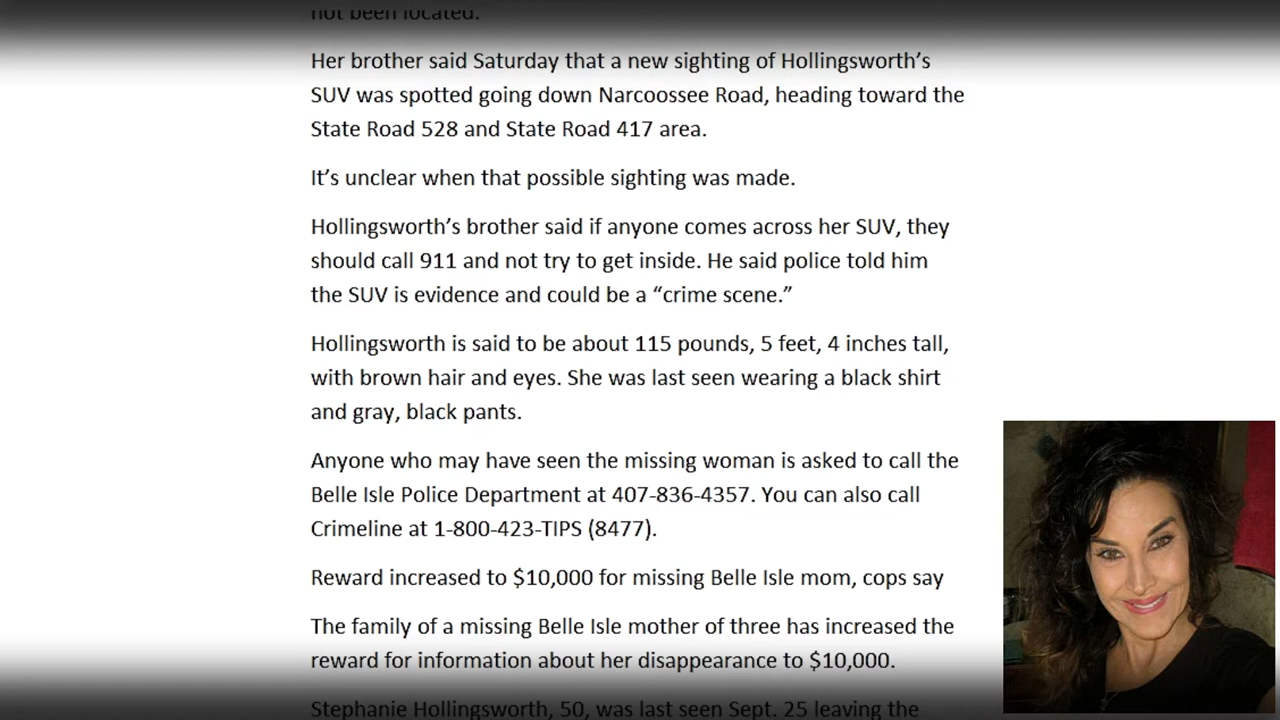 not been located.
Her brother said Saturday that a new sighting of Hollingsworth’s
SUV was spotted going down Narcoossee Road, heading toward the
State Road 528 and State Road 417 area.
It’s unclear when that possible sighting was made.
Hollingsworth’s brother said if anyone comes across her SUV, they
should call 911 and not try to get inside. He said police told him
the SUV is evidence and could be a “crime scene.”
Hollingsworth is said to be about 115 pounds, 5 feet, 4 inches tall,
with brown hair and eyes. She was last seen wearing a black shirt
and gray, black pants.
Anyone who may have seen the missing woman is asked to call the
Belle Isle Police Department at 407-836-4357. You can also call
Crimeline at 1-800-423-TIPS (8477).
Reward increased to $10,000 for missing Belle Isle mom, cops say
The family of a missing Belle Isle mother of three has increased the
reward for information about her disappearance to $10,000.
Stephanie Hollingsworth, 50, was last seen Sept. 25 leaving the